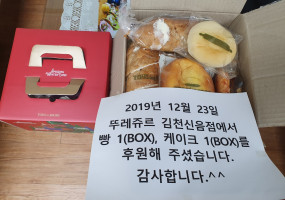 2019년 12월 23일
뚜레쥬르 김천신음점에서
빵 1(BOX), 케이크 1(BOX)를
후원해 주셨습니다.
감사합니다.^^